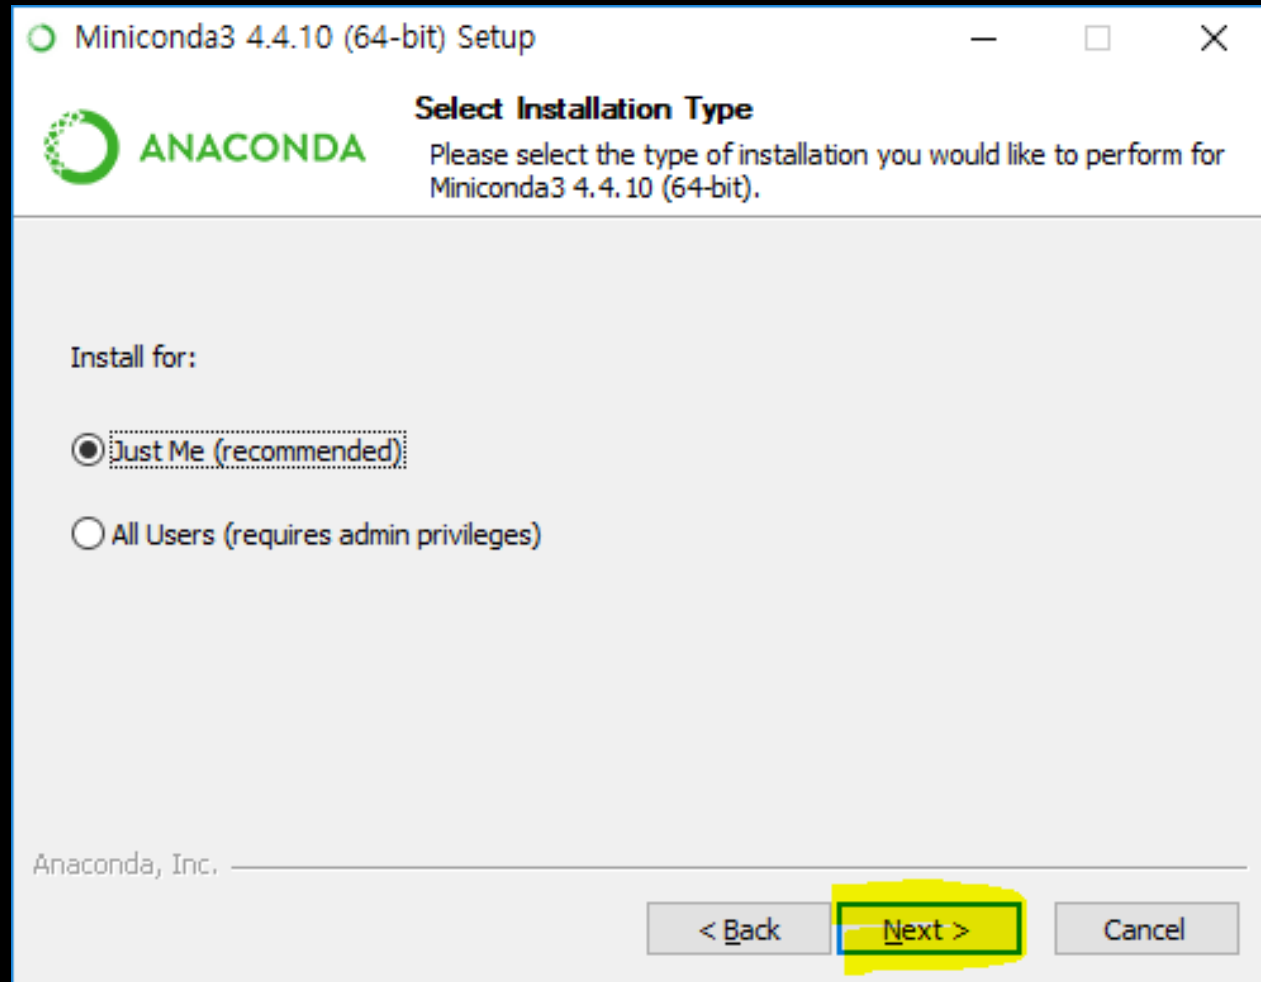 Miniconda3 4.4.10 (64-bit) Setup
ANACONDA
Select Installation Type
Please select the type of installation you would like to perform for
Miniconda3 4.4.10 (64-bit).
Install for:
Just Me (recommended)
All Users (requires admin privileges)
Anaconda, Inc.
< Back
Next >
Cancel